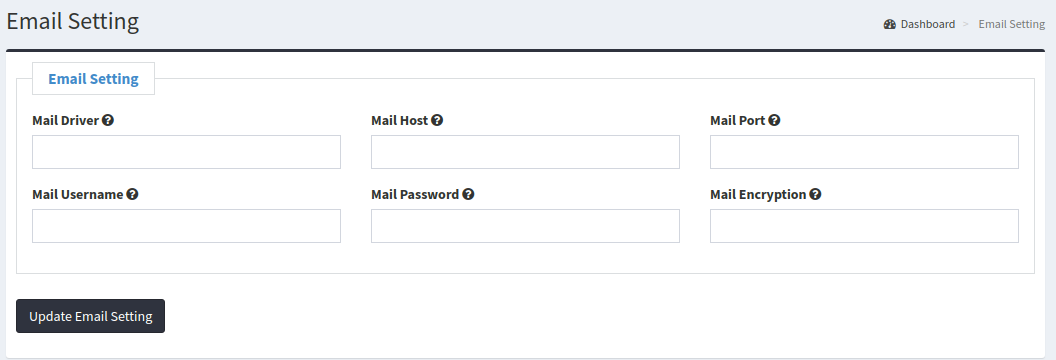 Email Setting
Dashboard > Email Setting
Email Setting
Mail Driver ?
Mail Host ?
Mail Port ?
Mail Username ?
Mail Password ?
Mail Encryption ?
Update Email Setting